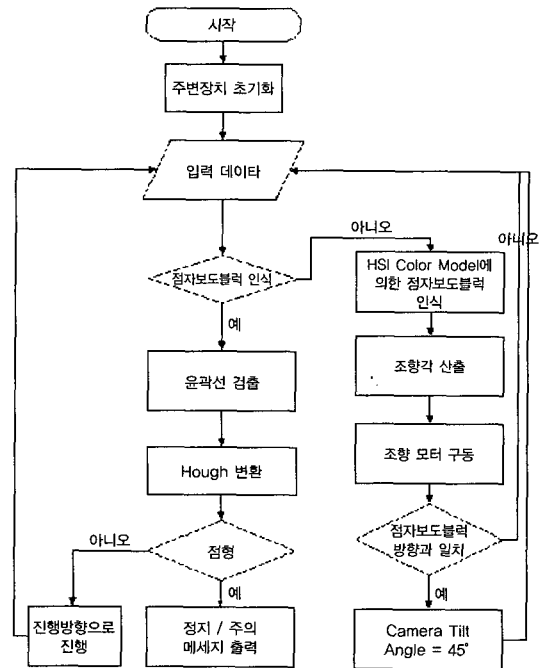 시작
주변장치 초기화
입력 데이타
아니오
아니오
점자보도블럭 인식
HSI Color Model에
의한 점자보도블럭
인식
예
윤곽선 검출
조향각 산출
Hough 변환
조향 모터 구동
아니오
점형
점자보도블럭
방향과 일치
예
예
진행방향으로
진행
정지 / 주의
메세지 출력
Camera Tilt
Angle = 45°